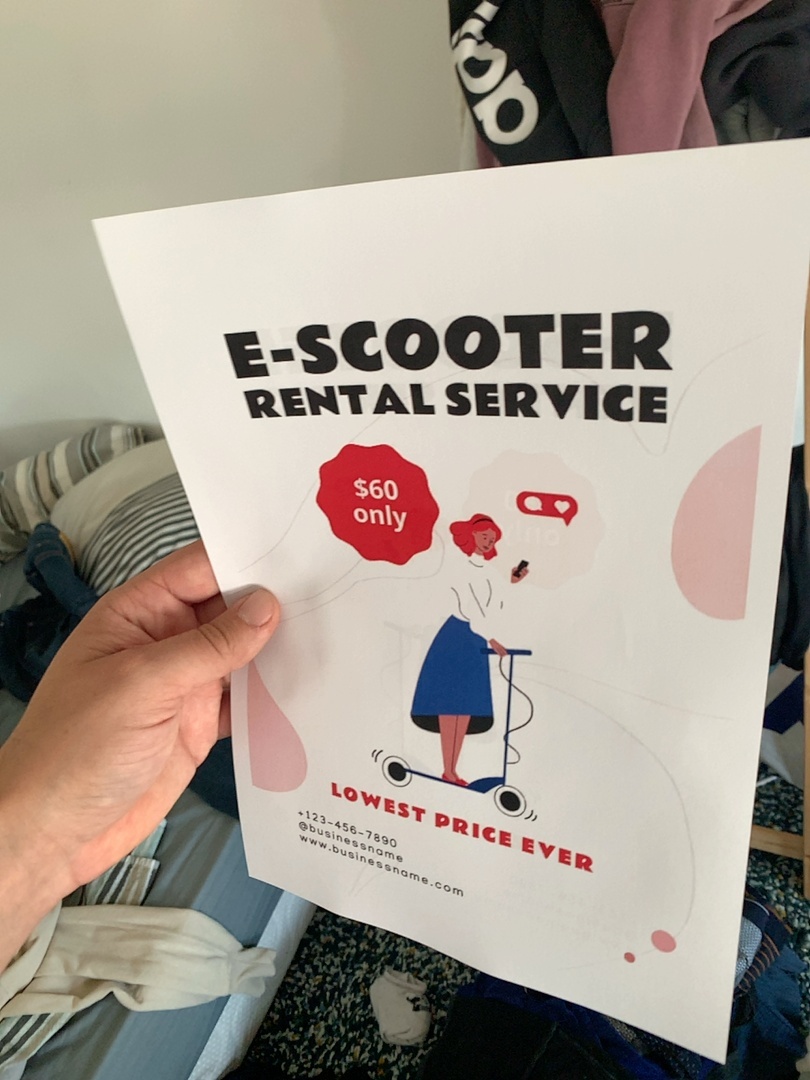 E-SCOOTER
RENTAL SERVICE
$60
only
LOWEST PRICE EVER
+123-456-7890
@businessname
www.businessname.com